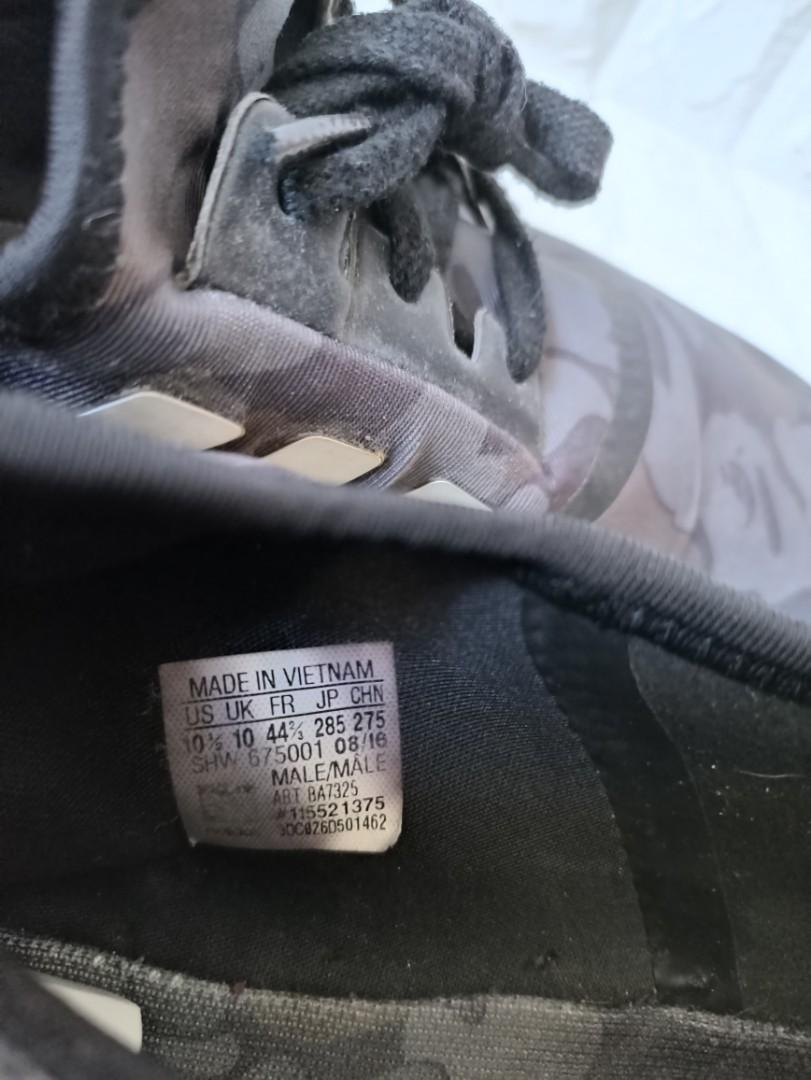 MADE IN VIETNAM
US UK FR JP CHN
10½ 10 44⅔ 285 275
SHW 675001 08/16
MALE/MÂLE
ART BA7325
#115521375